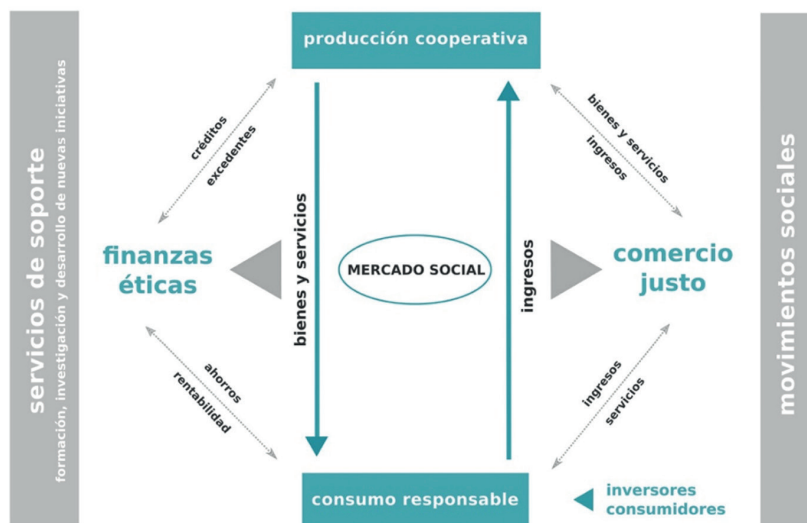 producción cooperativa
servicios de soporte
formación, investigación y desarrollo de nuevas iniciativas
créditos
excedentes
bienes y servicios
ingresos
finanzas
éticas
bienes y servicios
MERCADO SOCIAL
ingresos
comercio
justo
movimientos sociales
ahorros
rentabilidad
ingresos
servicios
consumo responsable
inversores
consumidores